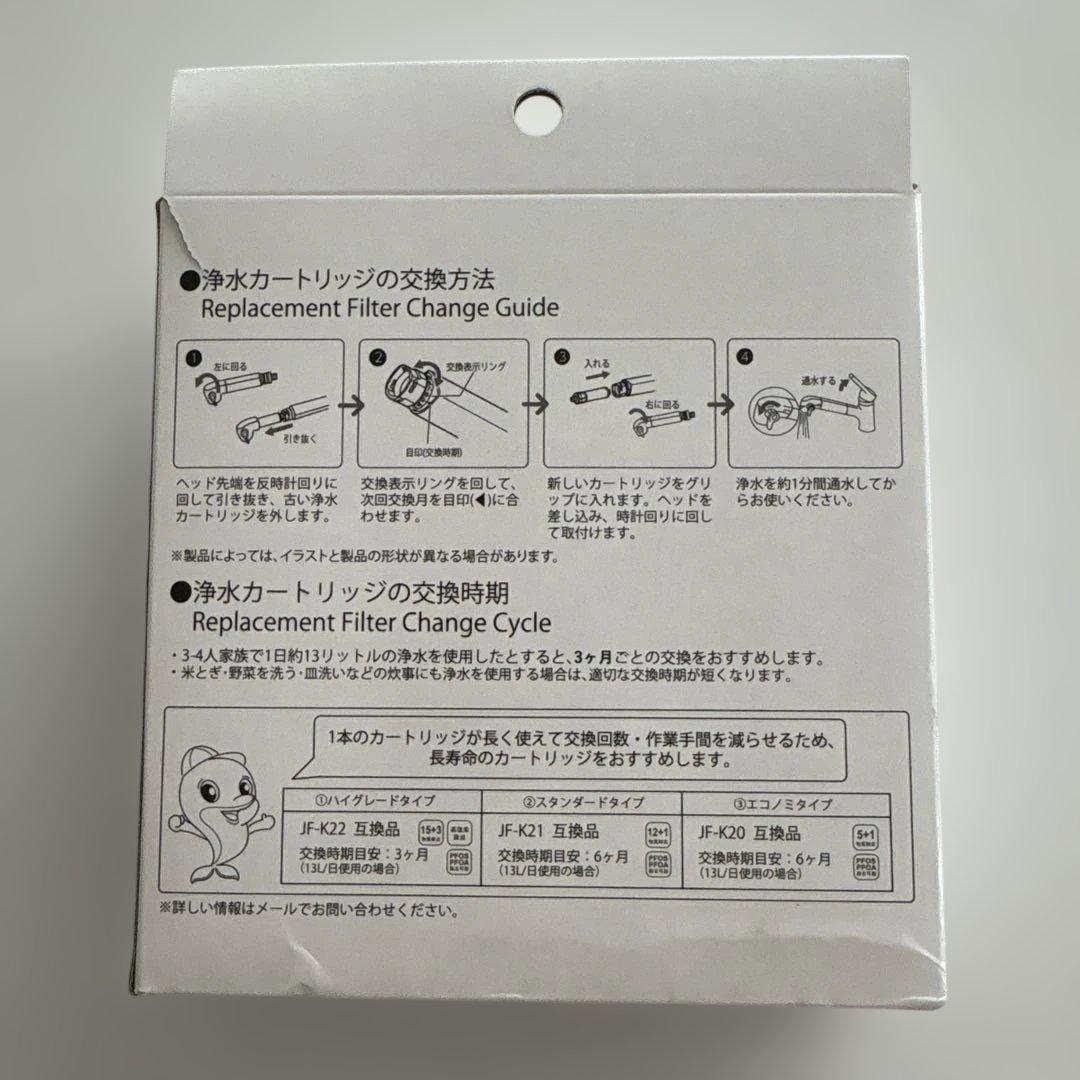 ●浄水カートリッジの交換方法
Replacement Filter Change Guide
1
左に回る
引き抜く
2
交換表示リング
目印(交換時期)
3
入れる
右に回る
4
通水する
ヘッド先端を反時計回りに
回して引き抜き、古い浄水
カートリッジを外します。
交換表示リングを回して、
次回交換月を目印(◀)に合
わせます。
新しいカートリッジをグリ
ップに入れます。ヘッドを
差し込み、時計回りに回し
て取付けます。
浄水を約1分間通水してか
らお使いください。
※製品によっては、イラストと製品の形状が異なる場合があります。
●浄水カートリッジの交換時期
Replacement Filter Change Cycle
・3-4人家族で1日約13リットルの浄水を使用したとすると、3ヶ月ごとの交換をおすすめします。
・米とぎ・野菜を洗う・皿洗いなどの炊事にも浄水を使用する場合は、適切な交換時期が短くなります。
1本のカートリッジが長く使えて交換回数・作業手間を減らせるため、
長寿命のカートリッジをおすすめします。
①ハイグレードタイプ
JF-K22 互換品
15+3
交換時期目安：3ヶ月
(13L/日使用の場合)
PFOS
PFOA
②スタンダードタイプ
JF-K21 互換品
12+1
交換時期目安：6ヶ月
(13L/日使用の場合)
PFOS
PFOA
③エコノミタイプ
JF-K20 互換品
5+1
交換時期目安：6ヶ月
(13L/日使用の場合)
PFOS
PFOA
※詳しい情報はメールでお問い合わせください。